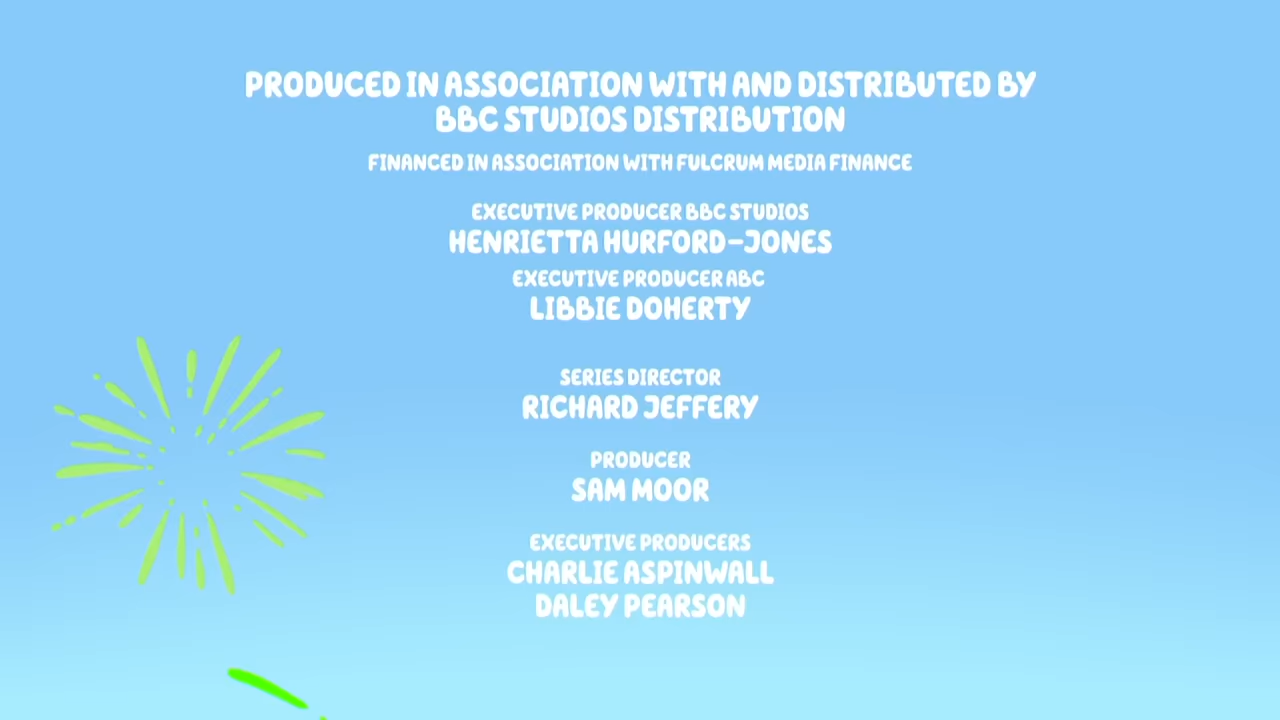 PRODUCED IN ASSOCIATION WITH AND DISTRIBUTED BY
BBC STUDIOS DISTRIBUTION
FINANCED IN ASSOCIATION WITH FULCRUM MEDIA FINANCE
EXECUTIVE PRODUCER BBC STUDIOS
HENRIETTA HURFORD-JONES
EXECUTIVE PRODUCER ABC
LIBBIE DOHERTY
SERIES DIRECTOR
RICHARD JEFFERY
PRODUCER
SAM MOOR
EXECUTIVE PRODUCERS
CHARLIE ASPINWALL
DALEY PEARSON